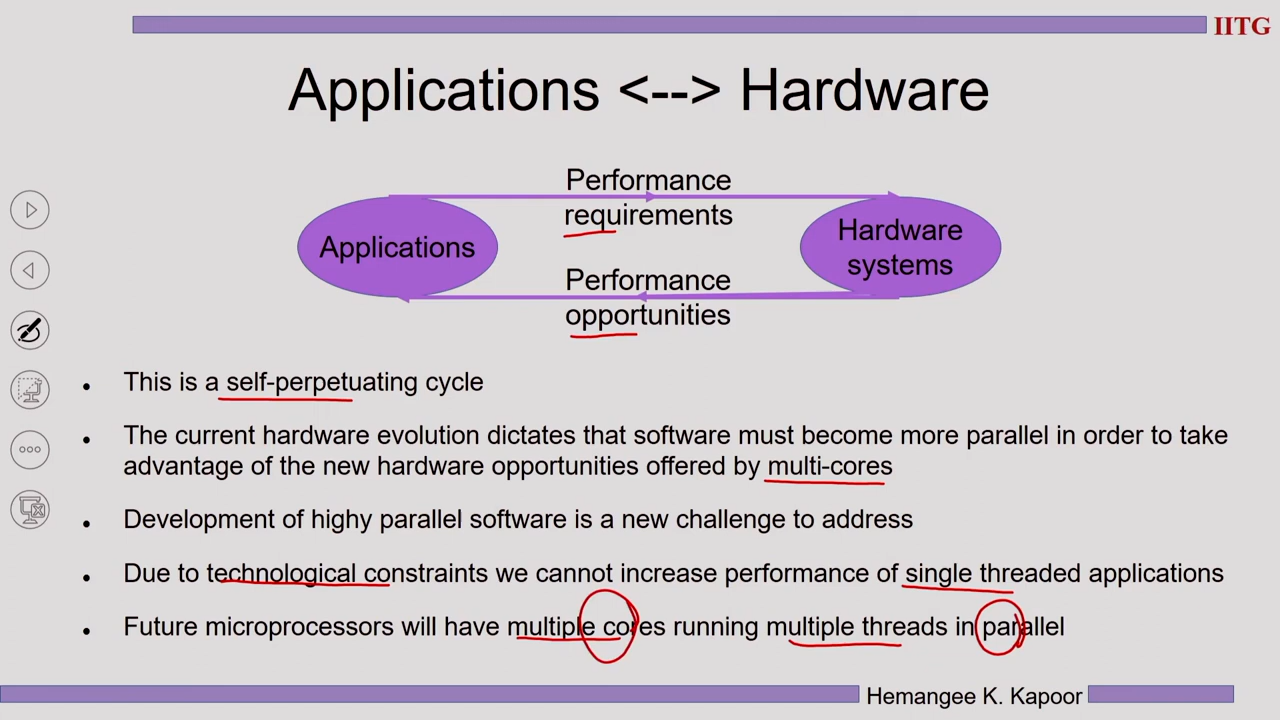 IITG
Applications <--> Hardware
Performance
requirements
Applications
Hardware
systems
Performance
opportunities
• This is a self-perpetuating cycle
• The current hardware evolution dictates that software must become more parallel in order to take
advantage of the new hardware opportunities offered by multi-cores
• Development of highy parallel software is a new challenge to address
• Due to technological constraints we cannot increase performance of single threaded applications
• Future microprocessors will have multiple cores running multiple threads in parallel
Hemangee K. Kapoor